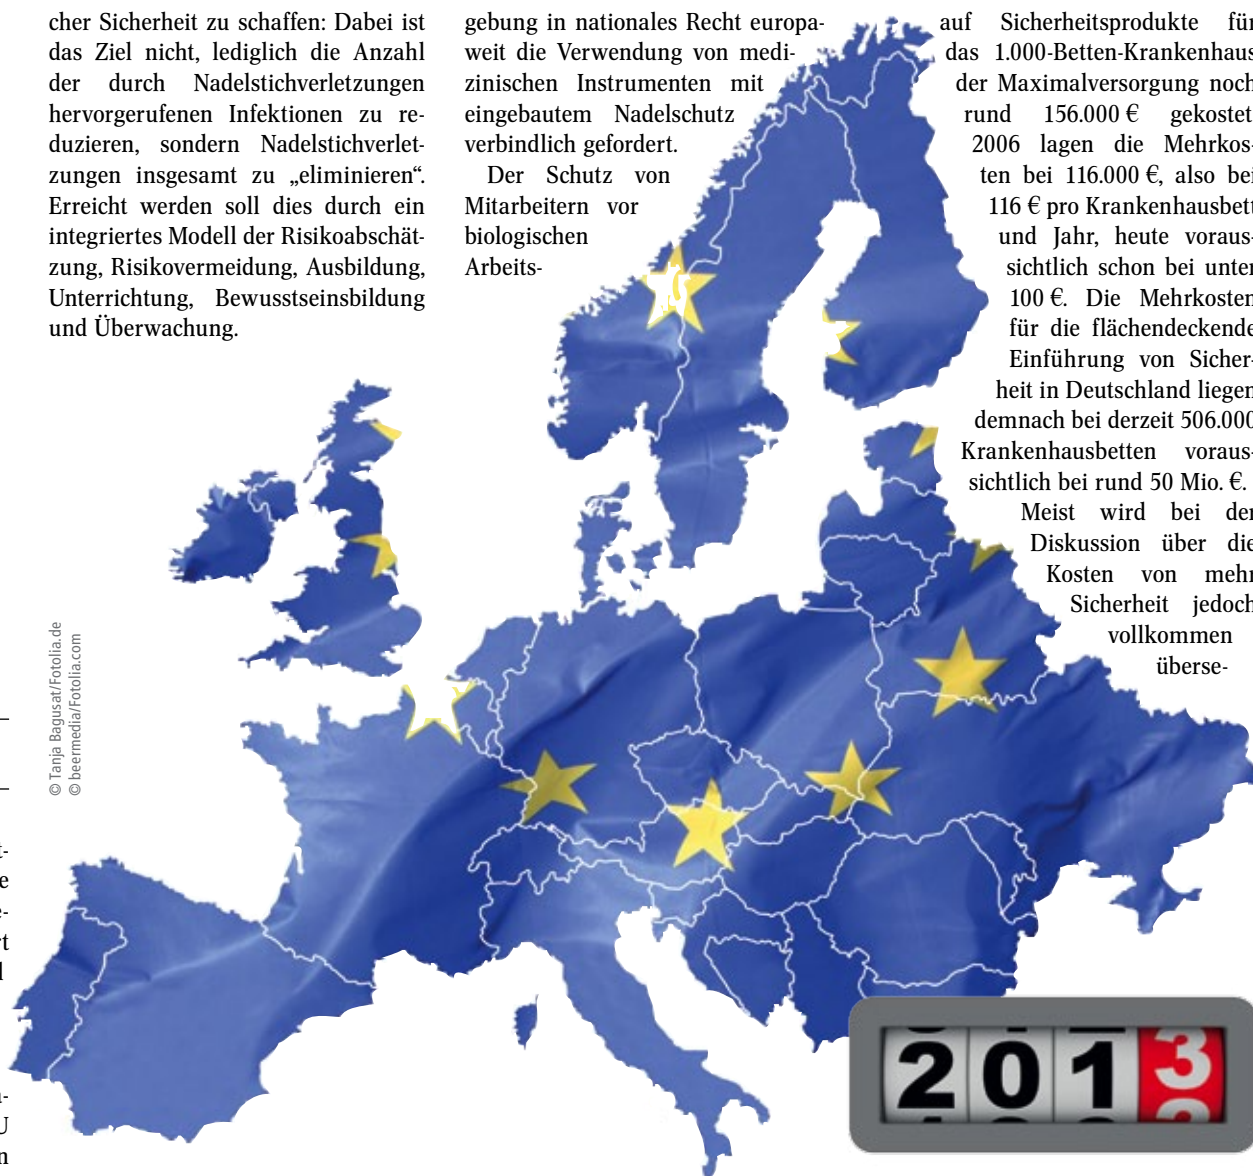 cher Sicherheit zu schaffen: Dabei ist
das Ziel nicht, lediglich die Anzahl
der durch Nadelstichverletzungen
hervorgerufenen Infektionen zu re-
duzieren, sondern Nadelstichverlet-
zungen insgesamt zu „eliminieren“.
Erreicht werden soll dies durch ein
integriertes Modell der Risikoabschät-
zung, Risikovermeidung, Ausbildung,
Unterrichtung, Bewusstseinsbildung
und Überwachung.
gebung in nationales Recht europa-
weit die Verwendung von medi-
zinischen Instrumenten mit
eingebautem Nadelschutz
verbindlich gefordert.
Der Schutz von
Mitarbeitern vor
biologischen
Arbeits-
auf Sicherheitsprodukte für
das 1.000-Betten-Krankenhaus
der Maximalversorgung noch
rund 156.000 € gekostet
2006 lagen die Mehrkos-
ten bei 116.000 €, also bei
116 € pro Krankenhausbett
und Jahr, heute voraus-
sichtlich schon bei unter
100 €. Die Mehrkosten
für die flächendeckende
Einführung von Sicher-
heit in Deutschland liegen
demnach bei derzeit 506.000
Krankenhausbetten voraus-
sichtlich bei rund 50 Mio. €.
Meist wird bei der
Diskussion über die
Kosten von mehr
Sicherheit jedoch
vollkommen
überse-
© Tanja Bagusat/Fotolia.de
© beermedia/Fotolia.com
2013